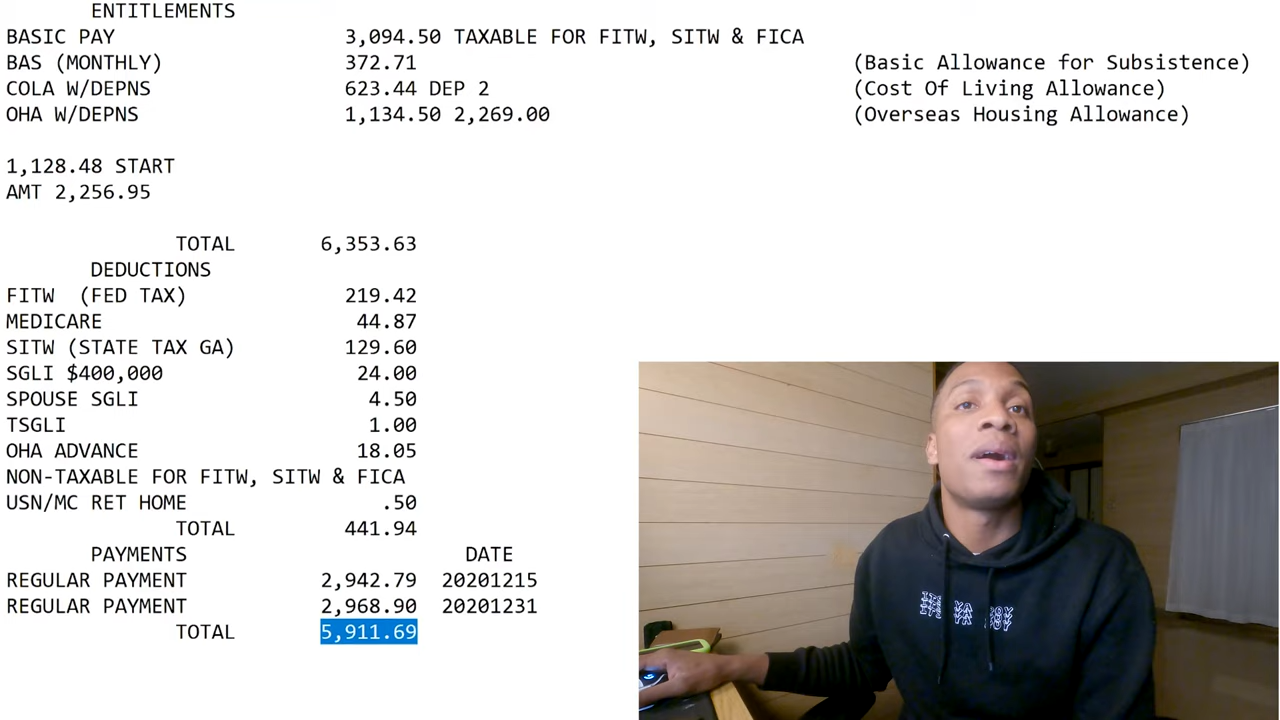 ENTITLEMENTS
BASIC PAY 3,094.50 TAXABLE FOR FITW, SITW & FICA
BAS (MONTHLY) 372.71 (Basic Allowance for Subsistence)
COLA W/DEPNS 623.44 DEP 2 (Cost Of Living Allowance)
OHA W/DEPNS 1,134.50 2,269.00 (Overseas Housing Allowance)
1,128.48 START
AMT 2,256.95
TOTAL 6,353.63
DEDUCTIONS
FITW (FED TAX) 219.42
MEDICARE 44.87
SITW (STATE TAX GA) 129.60
SGLI $400,000 24.00
SPOUSE SGLI 4.50
TSGLI 1.00
OHA ADVANCE 18.05
NON-TAXABLE FOR FITW, SITW & FICA
USN/MC RET HOME .50
TOTAL 441.94
PAYMENTS DATE
REGULAR PAYMENT 2,942.79 20201215
REGULAR PAYMENT 2,968.90 20201231
TOTAL 5,911.69